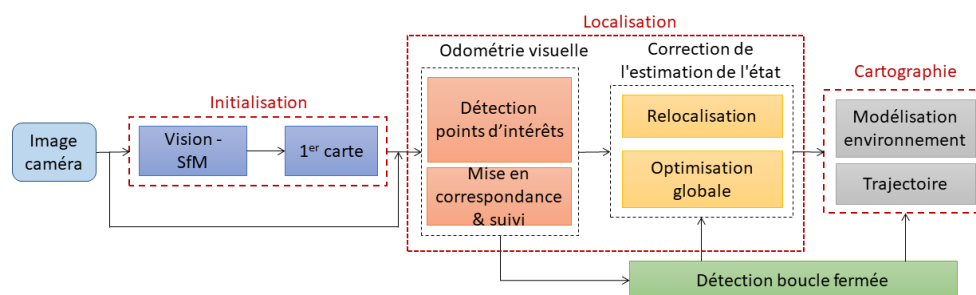 Localisation
Odométrie visuelle
Correction de
l'estimation de l'état
Cartographie
Initialisation
Image
caméra
Vision -
SfM
1er carte
Détection
points d’intérêts
Mise en
correspondance
& suivi
Relocalisation
Optimisation
globale
Modélisation
environnement
Trajectoire
Détection boucle fermée